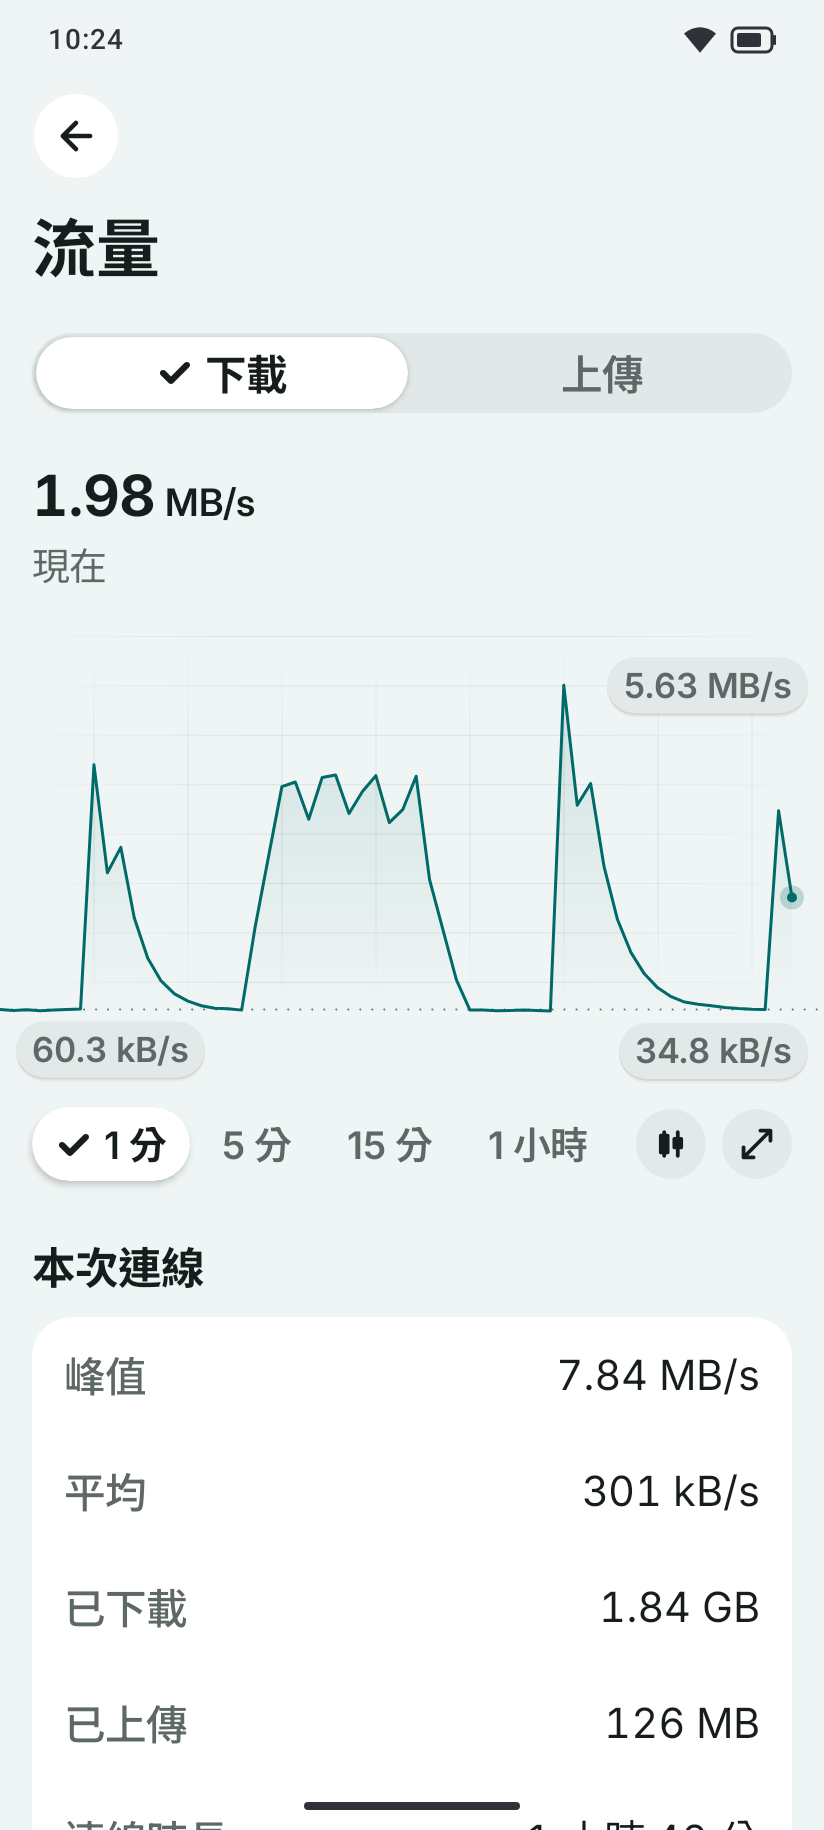 10:24
流量
下載
上傳
1.98 MB/s
現在
5.63 MB/s
60.3 kB/s
34.8 kB/s
1 分
5 分
15 分
1 小時
本次連線
峰值
7.84 MB/s
平均
301 kB/s
已下載
1.84 GB
已上傳
126 MB